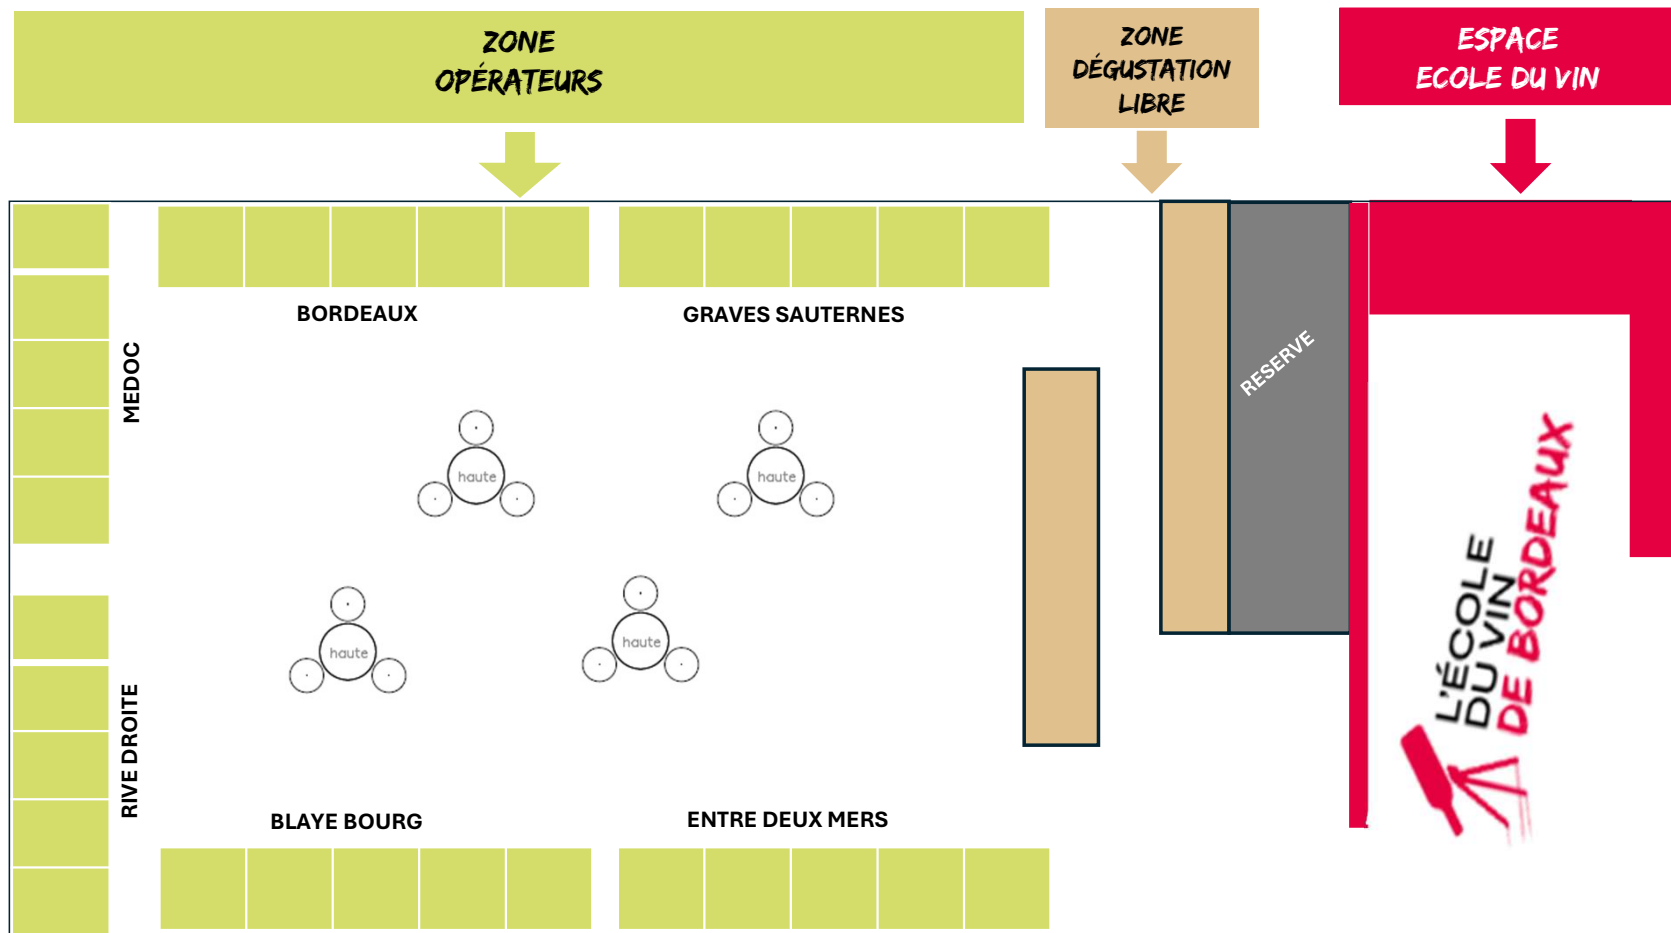 ZONE
OPÉRATEURS
ZONE
DÉGUSTATION
LIBRE
ESPACE
ECOLE DU VIN
BORDEAUX
GRAVES SAUTERNES
MEDOC
RESERVE
haute
haute
haute
haute
L'ÉCOLE
DU VIN
DE BORDEAUX
RIVE DROITE
BLAYE BOURG
ENTRE DEUX MERS